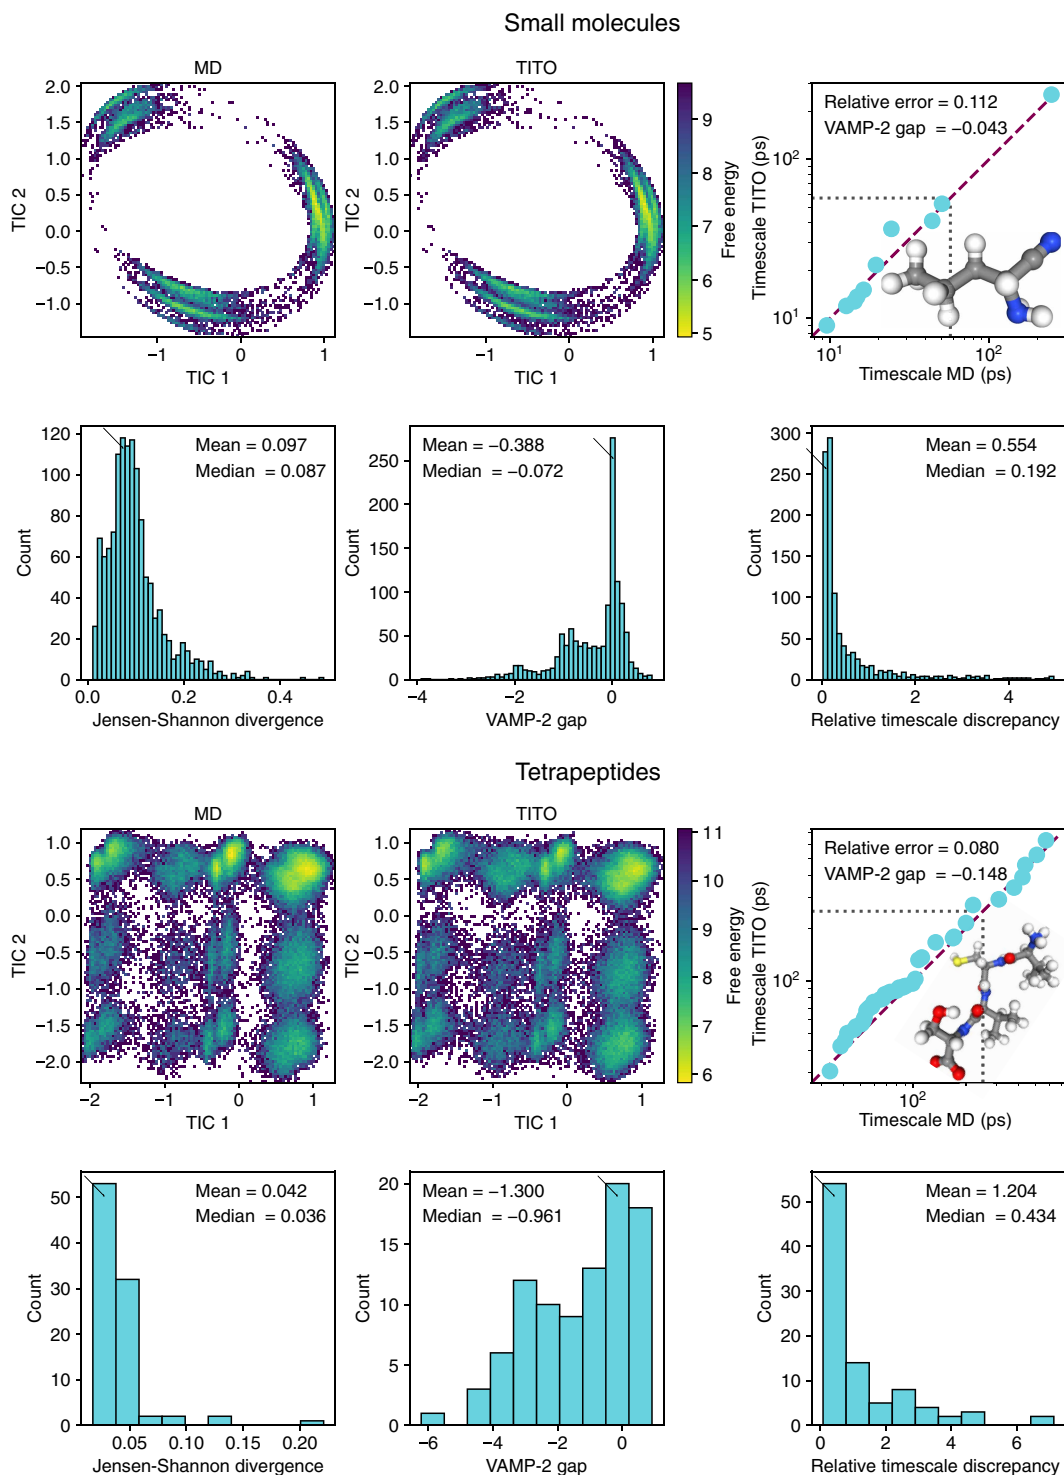 Small molecules
MD
TITO
2.0
1.5
1.0
0.5
0.0
−0.5
−1.0
TIC 2
−1
0
1
TIC 1
2.0
1.5
1.0
0.5
0.0
−0.5
−1.0
TIC 2
−1
0
1
TIC 1
9
8
7
6
5
Free energy
Relative error = 0.112
VAMP-2 gap = −0.043
10²
10¹
Timescale TITO (ps)
10¹
10²
Timescale MD (ps)
120
100
80
60
40
20
0
Count
Mean = 0.097
Median = 0.087
0.0
0.2
0.4
Jensen-Shannon divergence
250
200
150
100
50
0
Count
Mean = −0.388
Median = −0.072
−4
−2
0
VAMP-2 gap
300
250
200
150
100
50
0
Count
Mean = 0.554
Median = 0.192
0
2
4
Relative timescale discrepancy
Tetrapeptides
MD
TITO
1.0
0.5
0.0
−0.5
−1.0
−1.5
−2.0
TIC 2
−2
−1
0
1
TIC 1
1.0
0.5
0.0
−0.5
−1.0
−1.5
−2.0
TIC 2
−2
−1
0
1
TIC 1
11
10
9
8
7
6
Free energy
Relative error = 0.080
VAMP-2 gap = −0.148
10²
Timescale TITO (ps)
10²
Timescale MD (ps)
50
40
30
20
10
0
Count
Mean = 0.042
Median = 0.036
0.05
0.10
0.15
0.20
Jensen-Shannon divergence
20
15
10
5
0
Count
Mean = −1.300
Median = −0.961
−6
−4
−2
0
VAMP-2 gap
50
40
30
20
10
0
Count
Mean = 1.204
Median = 0.434
0
2
4
6
Relative timescale discrepancy